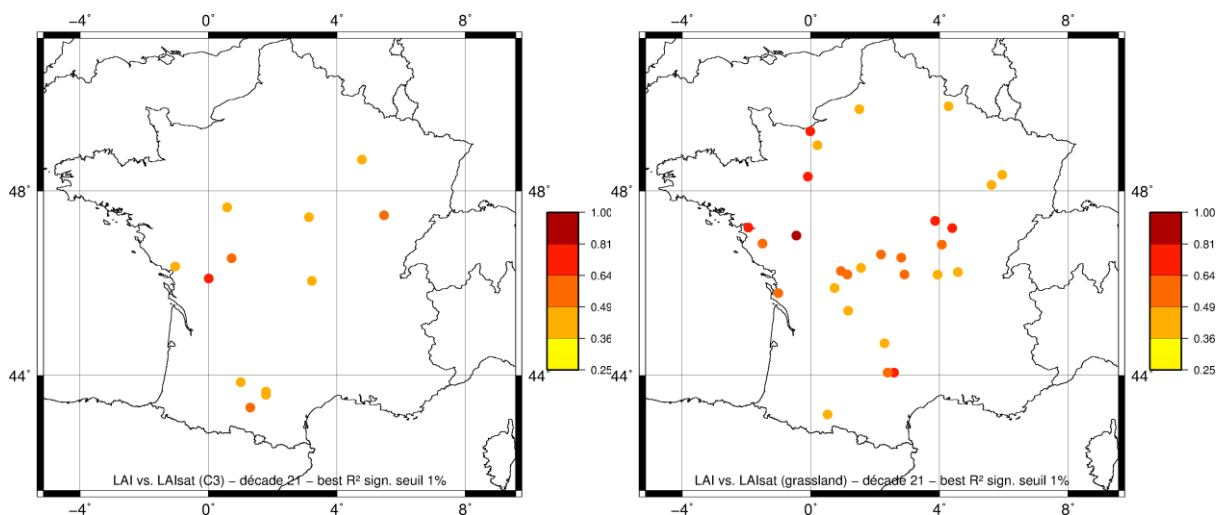 −4˚ 0˚ 4˚ 8˚
48˚ 48˚
44˚ 44˚
−4˚ 0˚ 4˚ 8˚
1.00
0.81
0.64
0.49
0.36
0.25
LAI vs. LAIsat (C3) − décade 21 − best R² sign. seuil 1%
−4˚ 0˚ 4˚ 8˚
48˚ 48˚
44˚ 44˚
−4˚ 0˚ 4˚ 8˚
1.00
0.81
0.64
0.49
0.36
0.25
LAI vs. LAIsat (grassland) − décade 21 − best R² sign. seuil 1%